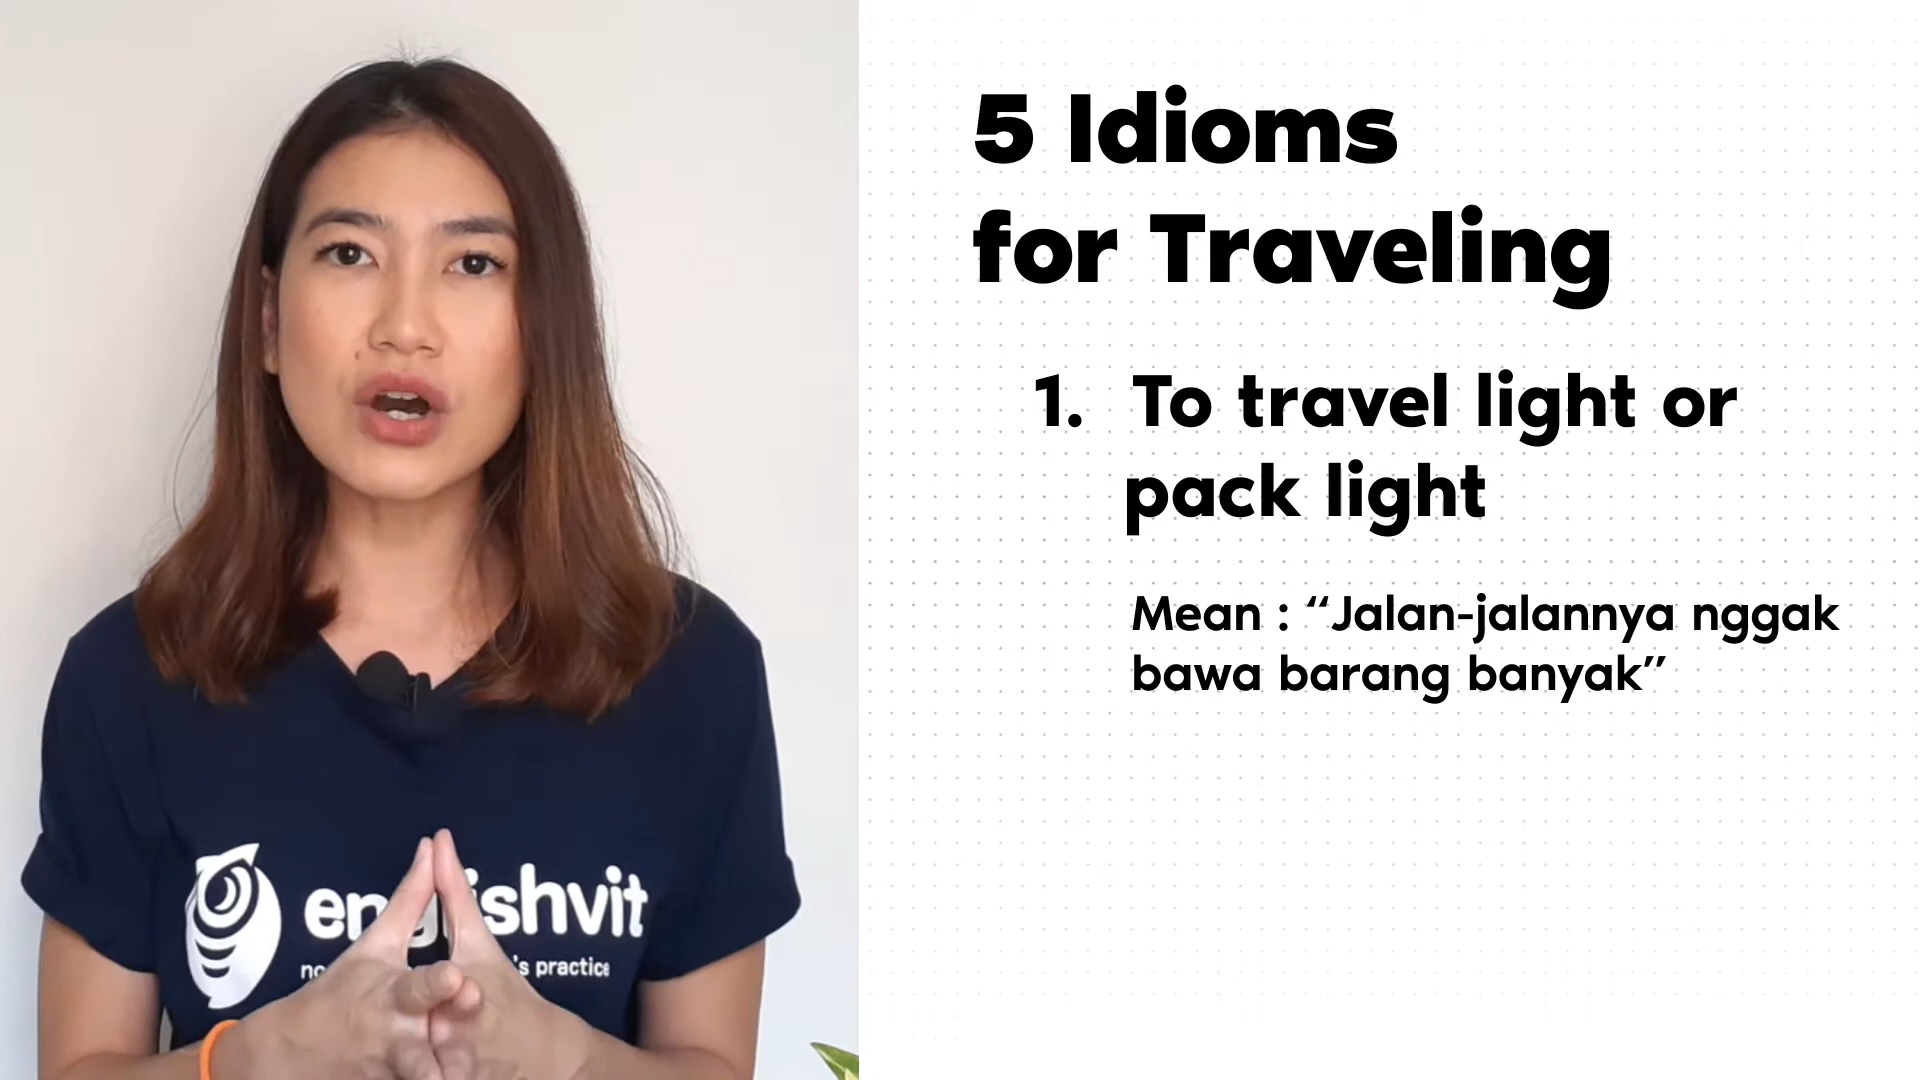 5 Idioms
for Traveling
1. To travel light or
pack light
Mean : “Jalan-jalannya nggak
bawa barang banyak”
's practice